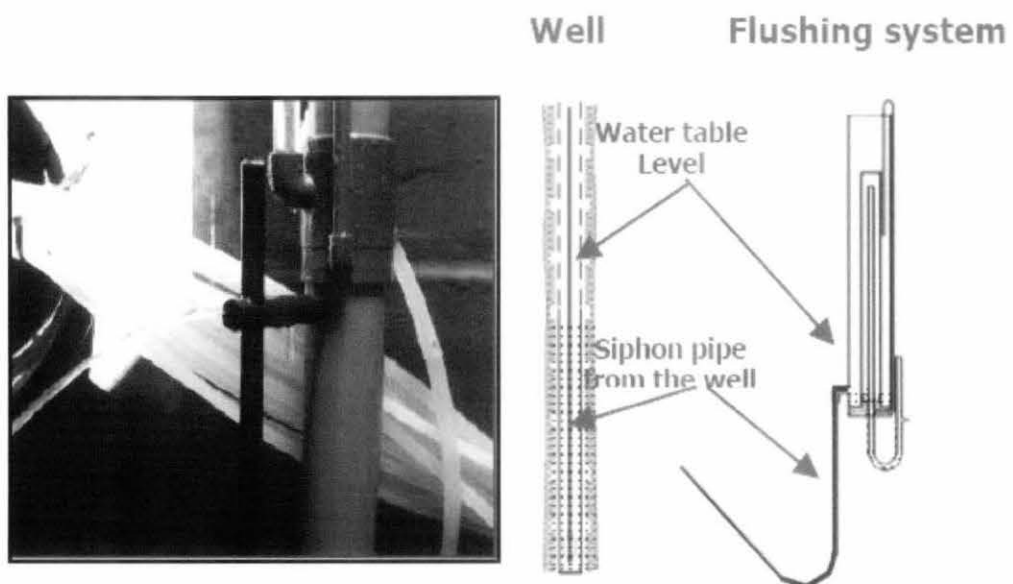 Well
Flushing system
Water table
Level
Siphon pipe
from the well